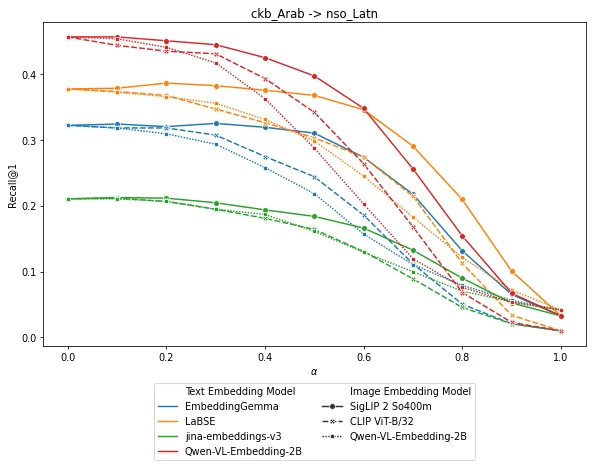 ckb_Arab -> nso_Latn
Recall@1
0.4
0.3
0.2
0.1
0.0
0.0 0.2 0.4 0.6 0.8 1.0
α
Text Embedding Model Image Embedding Model
EmbeddingGemma SigLIP 2 So400m
LaBSE CLIP ViT-B/32
jina-embeddings-v3 Qwen-VL-Embedding-2B
Qwen-VL-Embedding-2B